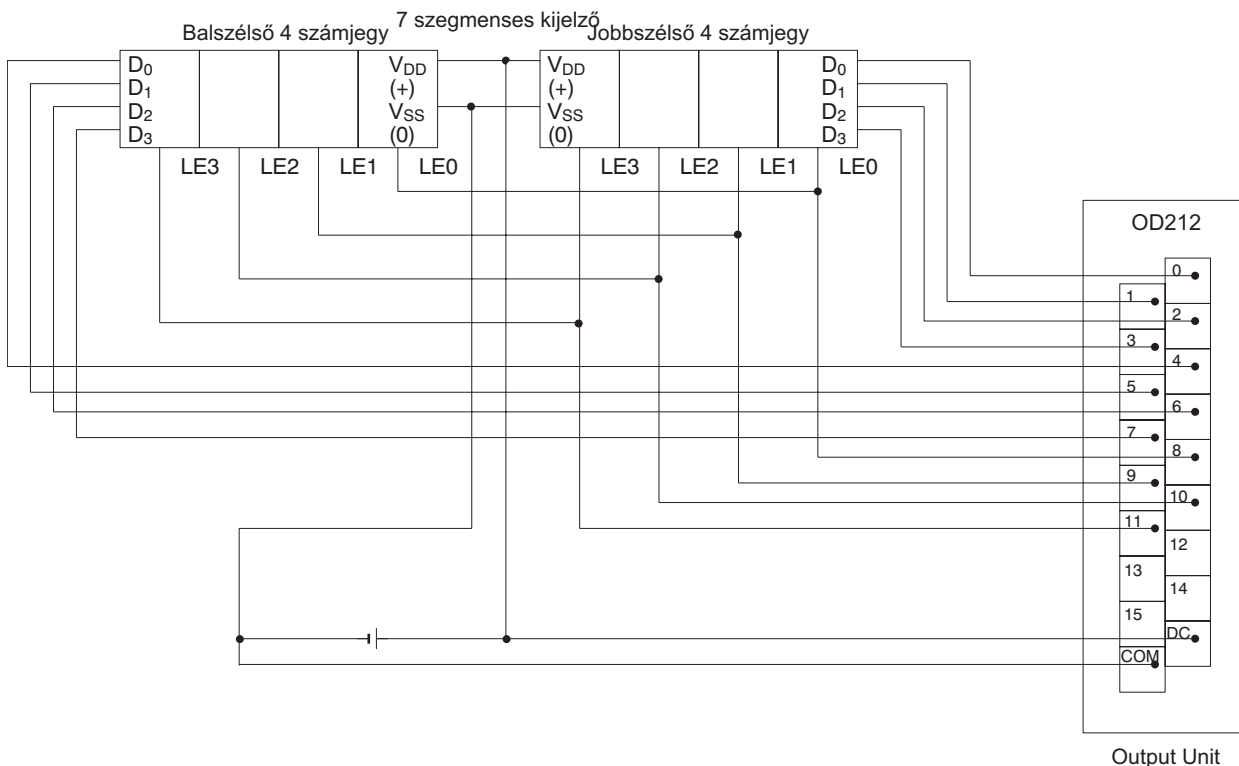 7 szegmenses kijelző
Balszélső 4 számjegy
Jobbszélső 4 számjegy
D0
D1
D2
D3
VDD
(+)
VSS
(0)
LE3
LE2
LE1
LE0
VDD
(+)
VSS
(0)
D0
D1
D2
D3
LE3
LE2
LE1
LE0
OD212
0
1
2
3
4
5
6
7
8
9
10
11
12
13
14
15
DC
COM
Output Unit